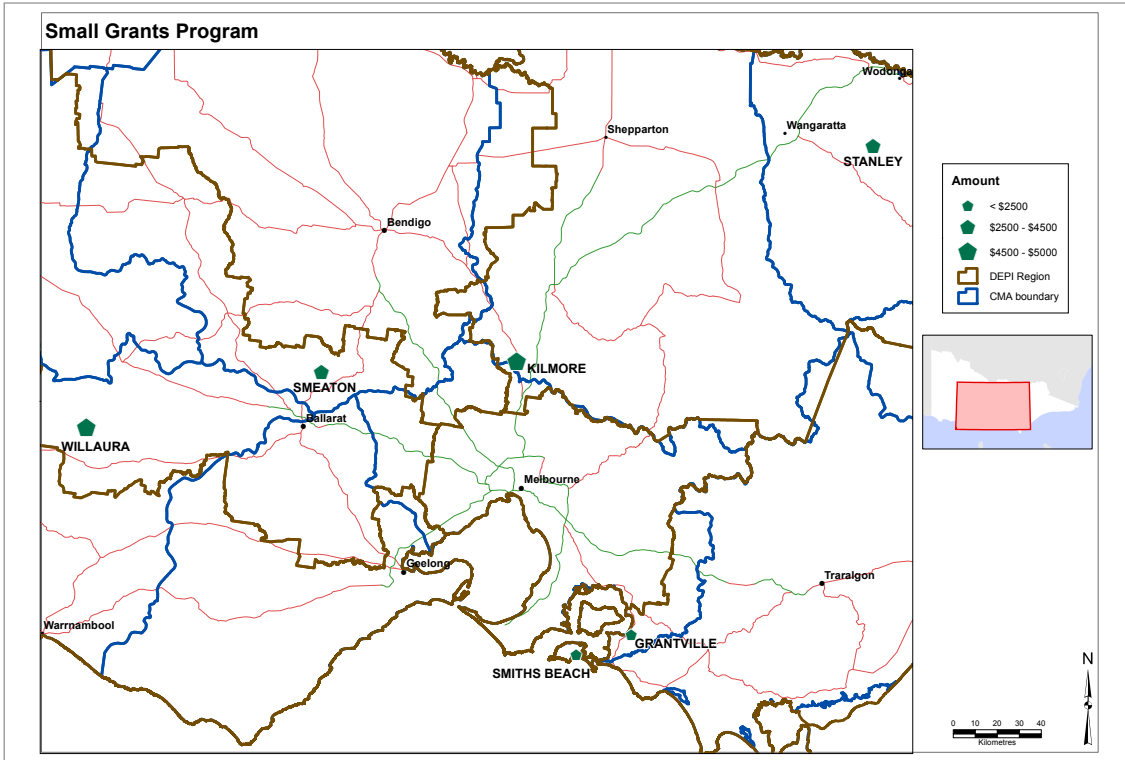 Small Grants Program
Wodonga
Shepparton
Wangaratta
STANLEY
Bendigo
KILMORE
SMEATON
Ballarat
WILLAURA
Melbourne
Geelong
Traralgon
Warrnambool
GRANTVILLE
SMITHS BEACH
Amount
< $2500
$2500 - $4500
$4500 - $5000
DEPI Region
CMA boundary
N
0 10 20 30 40
Kilometres